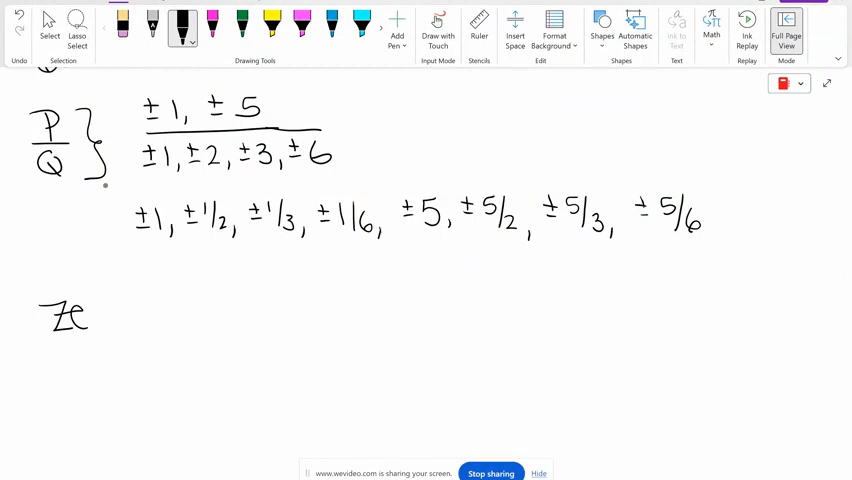 Select
Lasso
Select
Add
Pen
Draw with
Touch
Ruler
Insert
Space
Format
Background
Shapes
Automatic
Shapes
Ink to
Text
Math
Ink
Replay
Full Page
View
Undo
Selection
Drawing Tools
Input Mode
Stencils
Edit
Shapes
Text
Math
Replay
Mode
P/Q } ±1, ±5
±1, ±2, ±3, ±6
±1, ±1/2, ±1/3, ±1/6, ±5, ±5/2, ±5/3, ±5/6
Ze
www.wevideo.com is sharing your screen.
Stop sharing
Hide